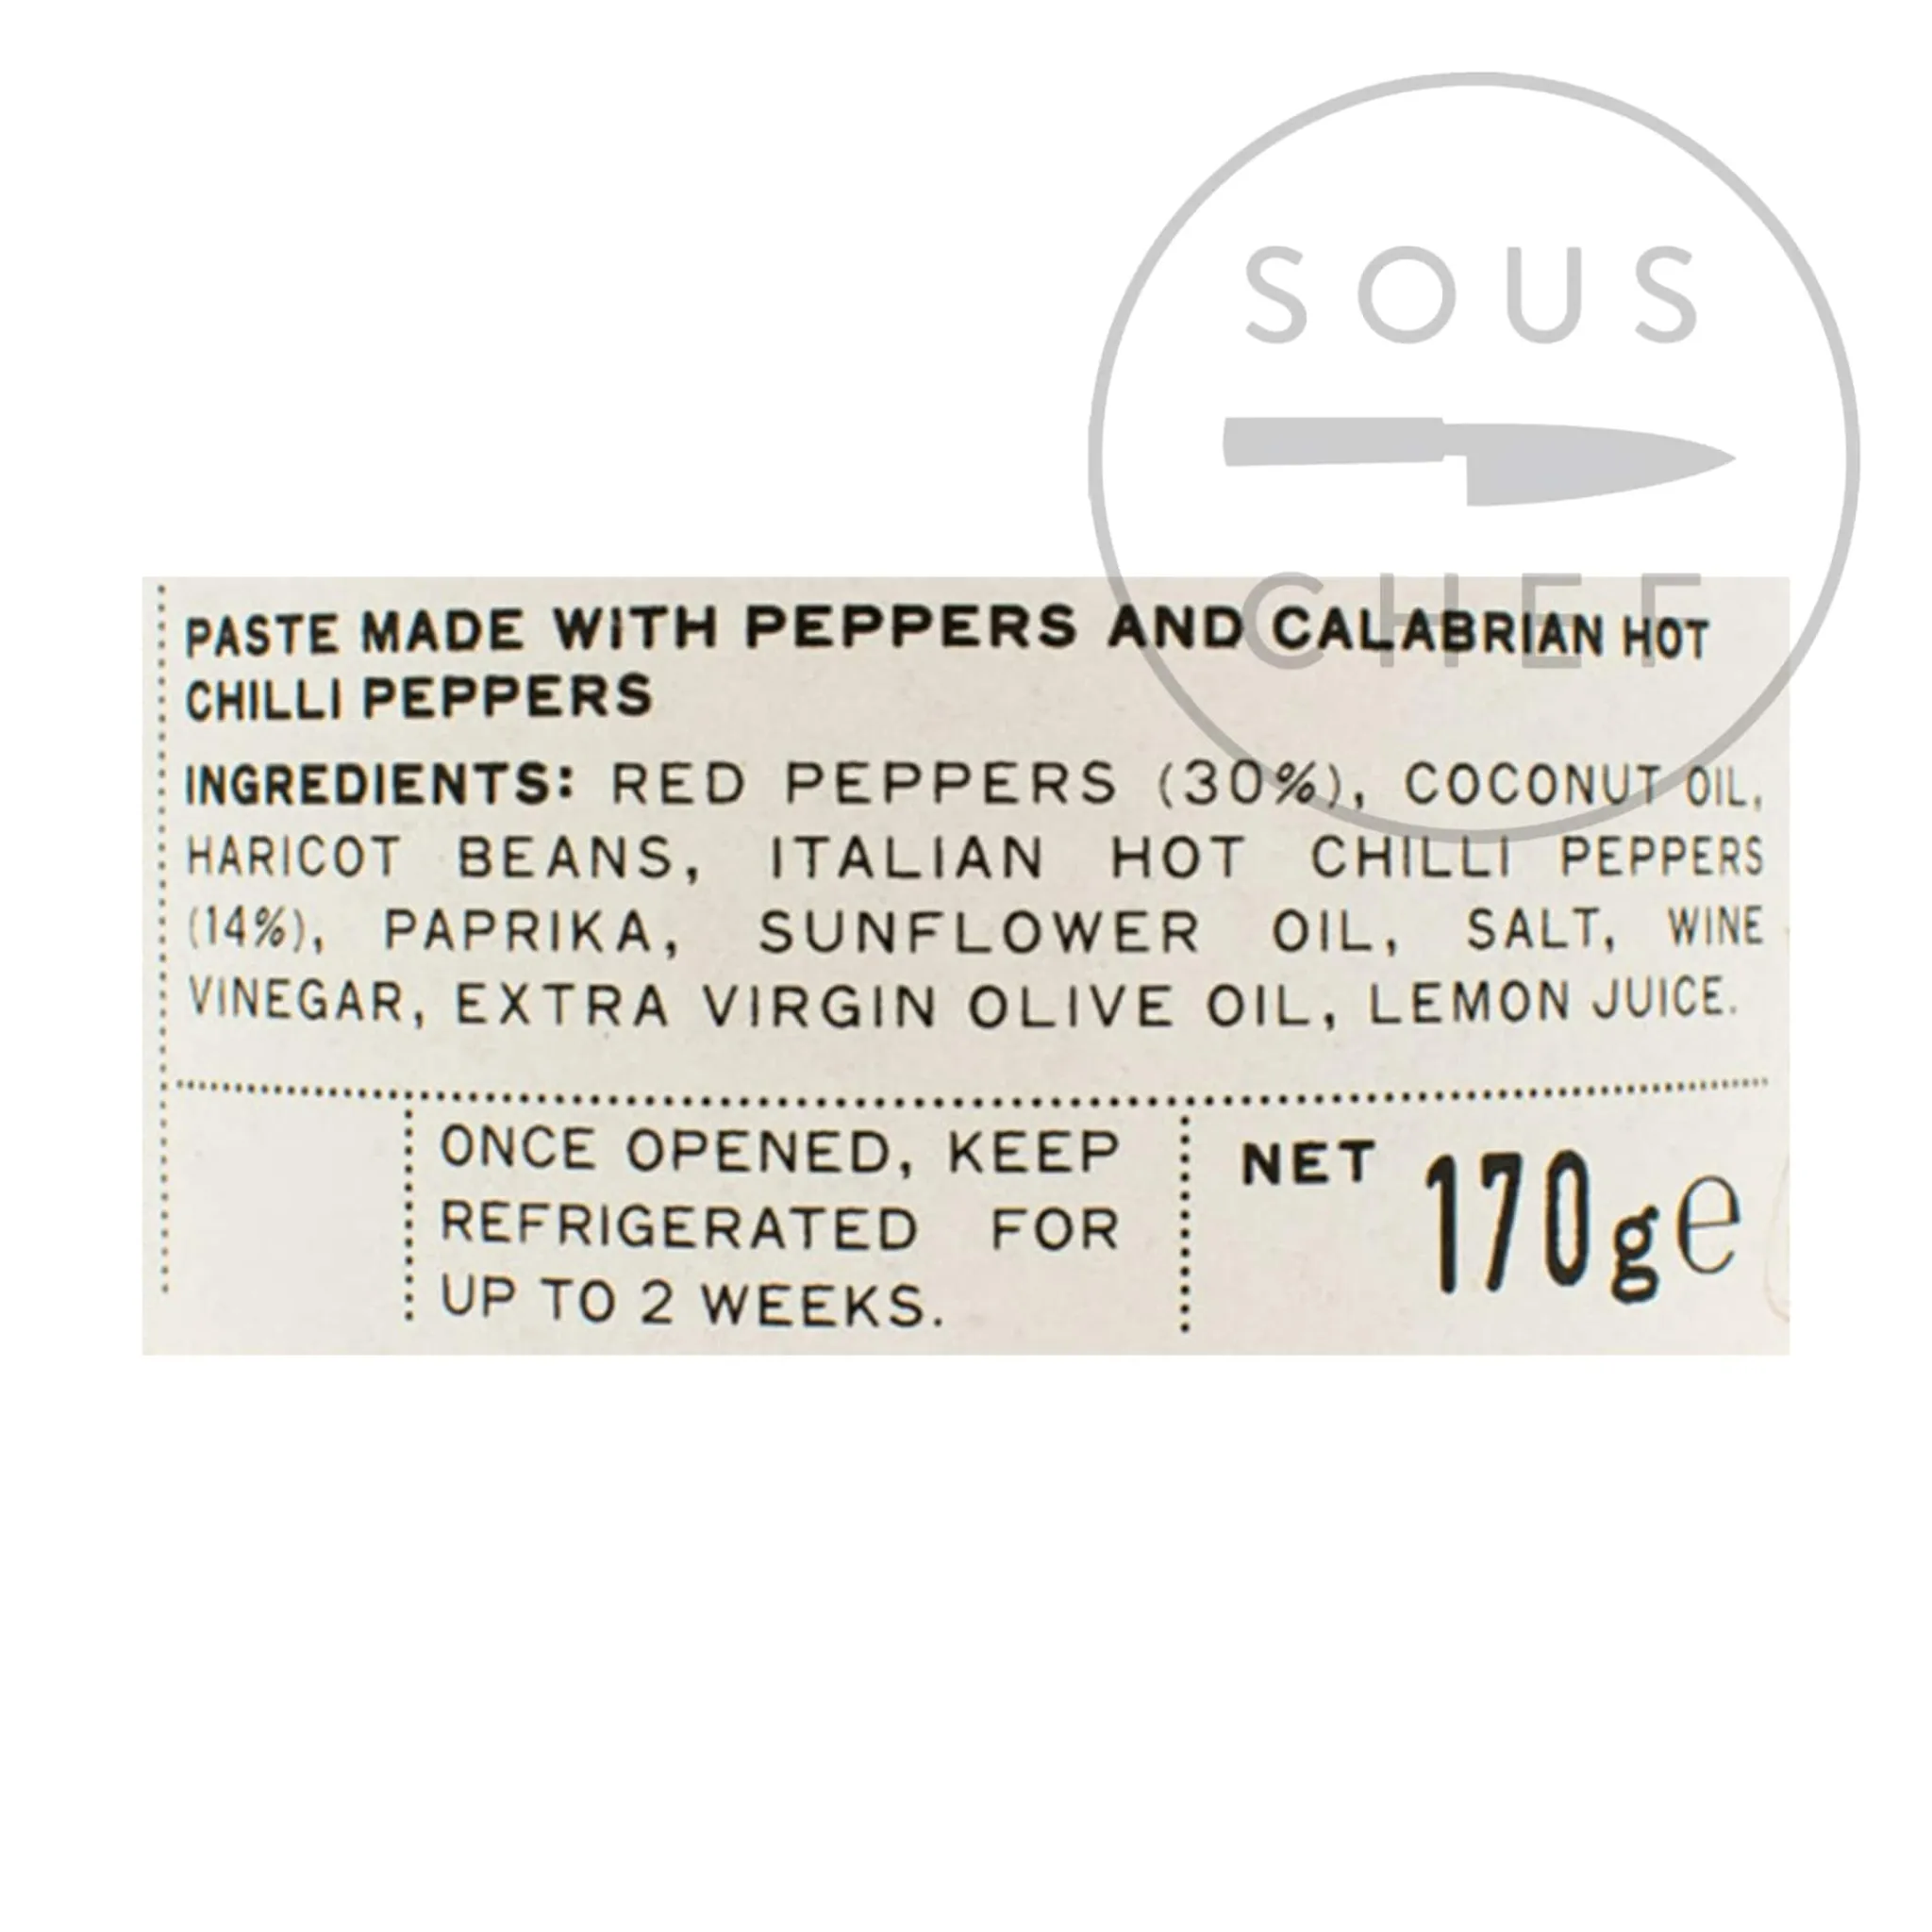 SOUS
CHEF
PASTE MADE WITH PEPPERS AND CALABRIAN HOT
CHILLI PEPPERS
INGREDIENTS: RED PEPPERS (30%), COCONUT OIL,
HARICOT BEANS, ITALIAN HOT CHILLI PEPPERS
(14%), PAPRIKA, SUNFLOWER OIL, SALT, WINE
VINEGAR, EXTRA VIRGIN OLIVE OIL, LEMON JUICE.
ONCE OPENED, KEEP
REFRIGERATED FOR
UP TO 2 WEEKS.
NET 170g e